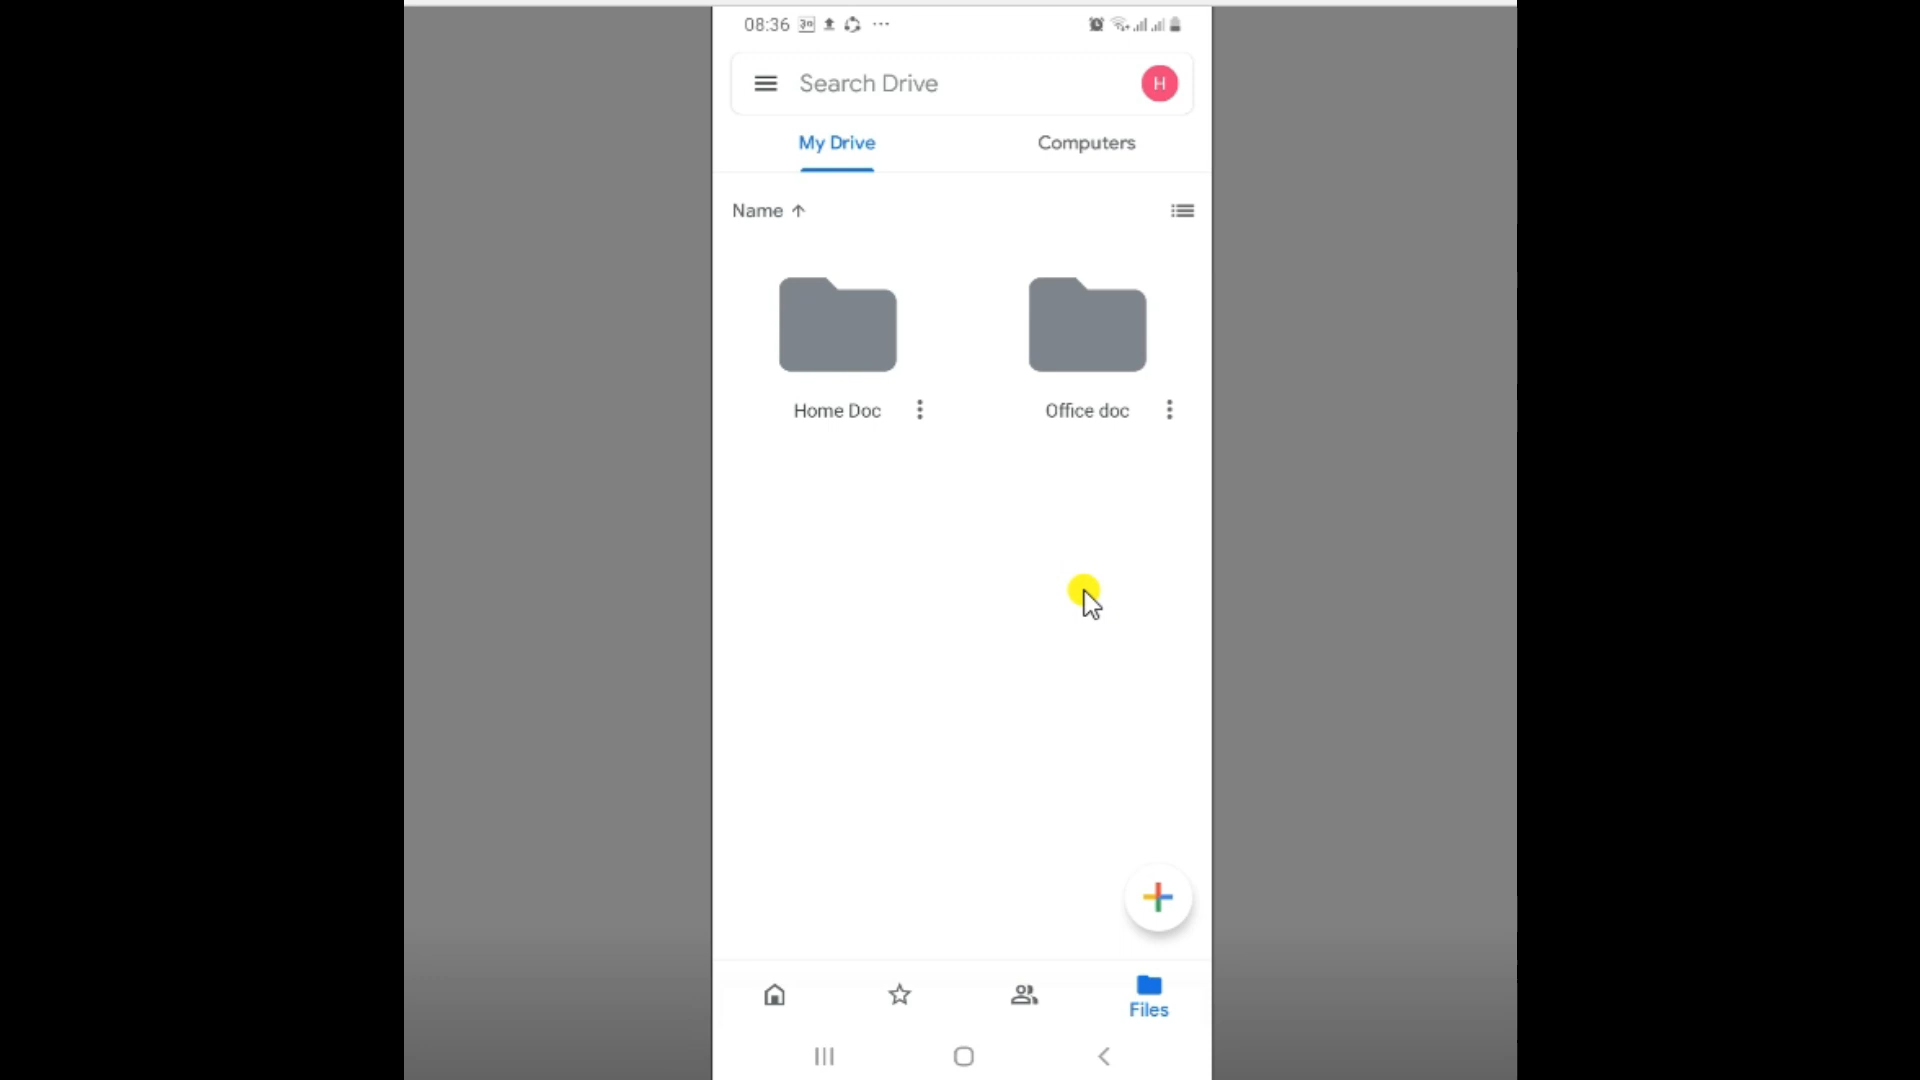 08:36
Search Drive
H
My Drive
Computers
Name
Home Doc
Office doc
Files